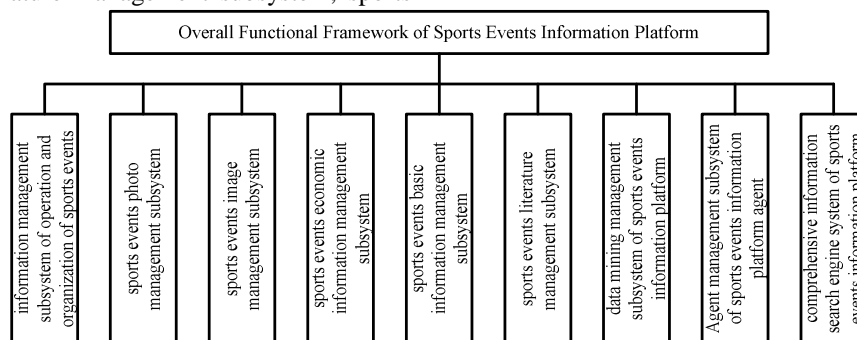 Overall Functional Framework of Sports Events Information Platform
information management
subsystem of operation and
organization of sports events
sports events photo
management subsystem
sports events image
management subsystem
sports events economic
information management
subsystem
sports events basic
information management
subsystem
sports events literature
management subsystem
data mining management
subsystem of sports events
information platform
Agent management subsystem
of sports events information
platform agent
comprehensive information
search engine system of sports
events information platform